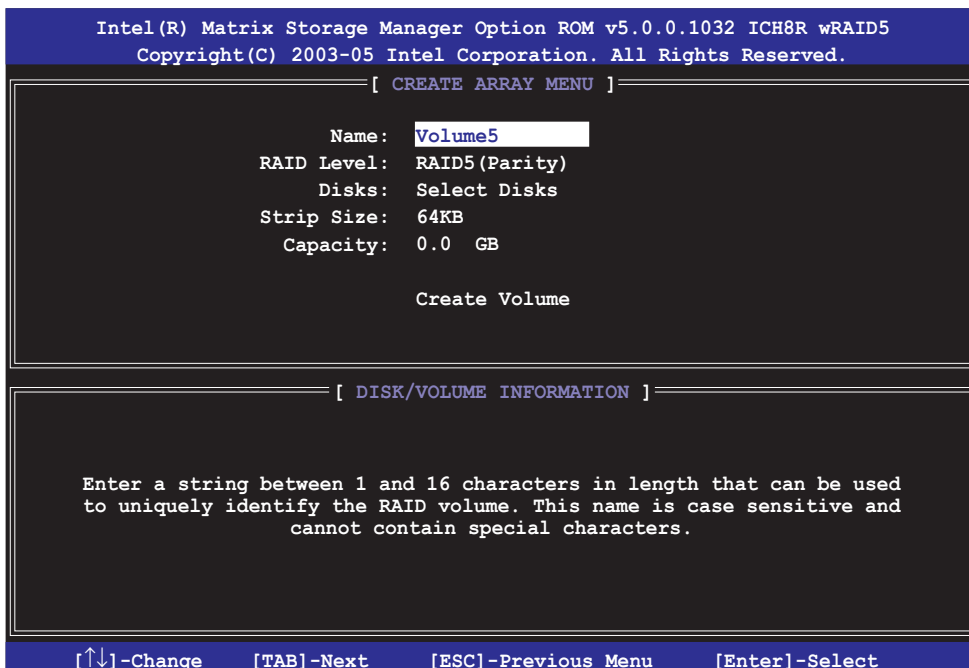 Intel(R) Matrix Storage Manager Option ROM v5.0.0.1032 ICH8R wRAID5
Copyright(C) 2003-05 Intel Corporation. All Rights Reserved.
[ CREATE ARRAY MENU ]
Name: Volume5
RAID Level: RAID5(Parity)
Disks: Select Disks
Strip Size: 64KB
Capacity: 0.0 GB
Create Volume
[ DISK/VOLUME INFORMATION ]
Enter a string between 1 and 16 characters in length that can be used
to uniquely identify the RAID volume. This name is case sensitive and
cannot contain special characters.
[↑↓]-Change [TAB]-Next [ESC]-Previous Menu [Enter]-Select